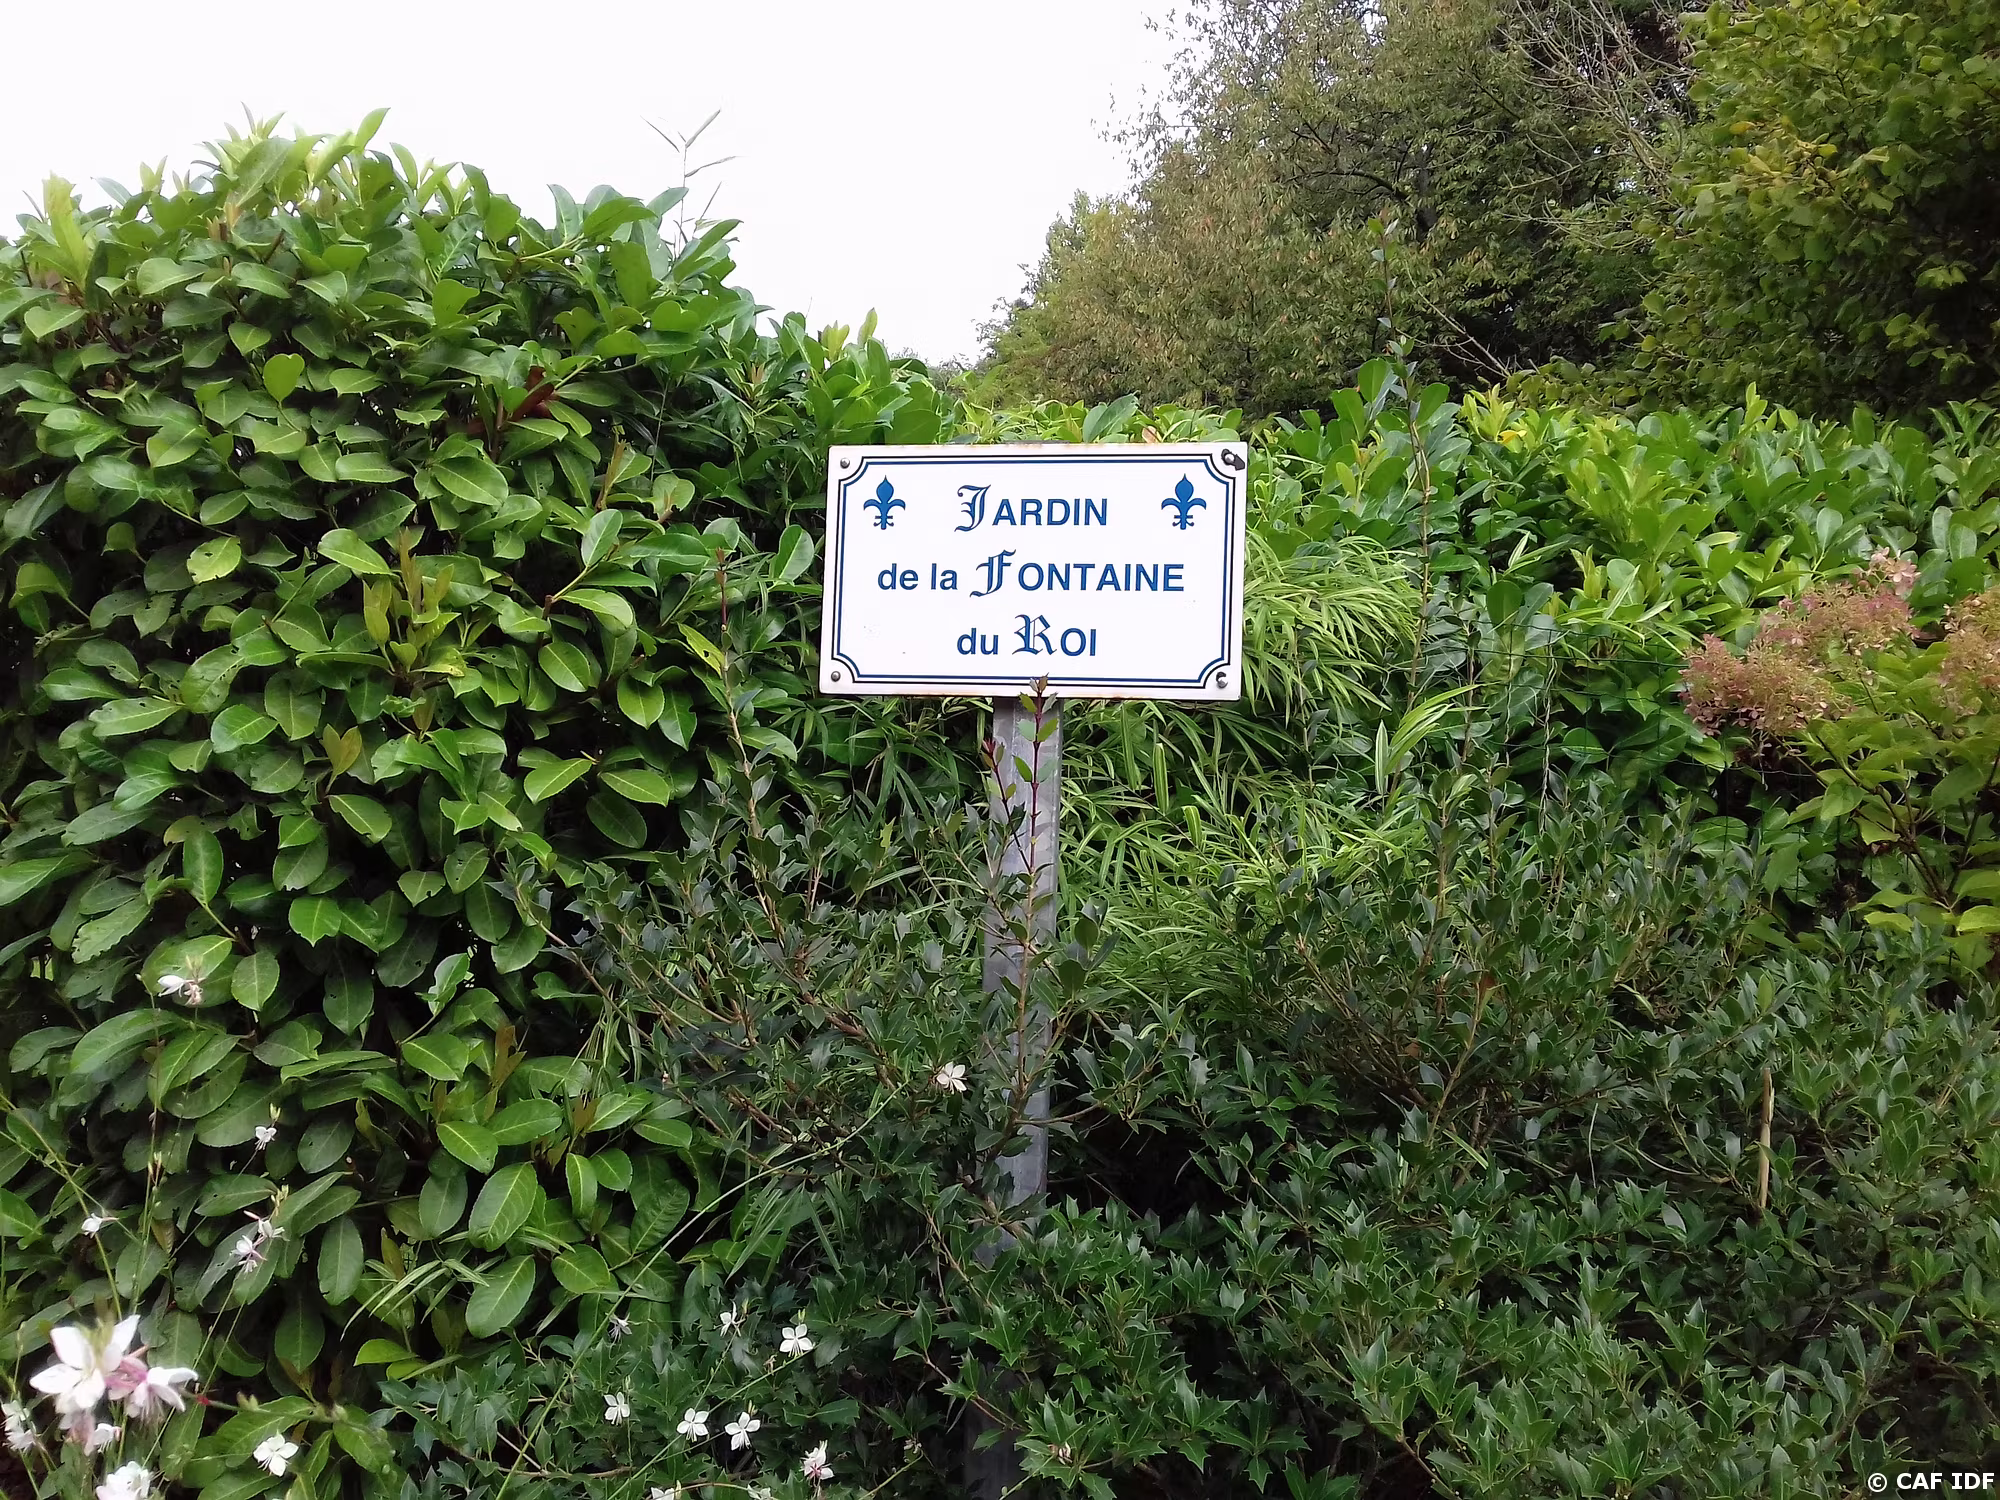 JARDIN
de la FONTAINE
du ROI
© CAF IDF